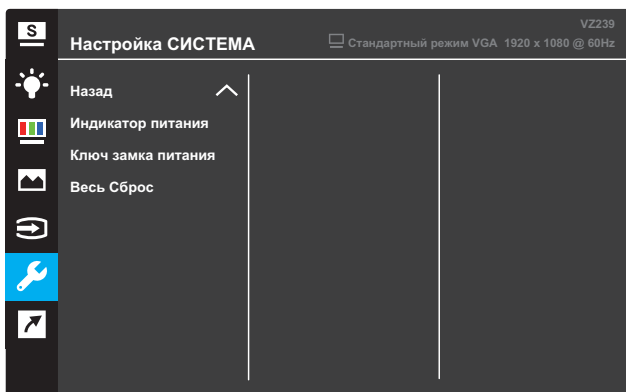 S
VZ239
Настройка СИСТЕМА
Стандартный режим VGA 1920 x 1080 @ 60Hz
Назад
Индикатор питания
Ключ замка питания
Весь Сброс